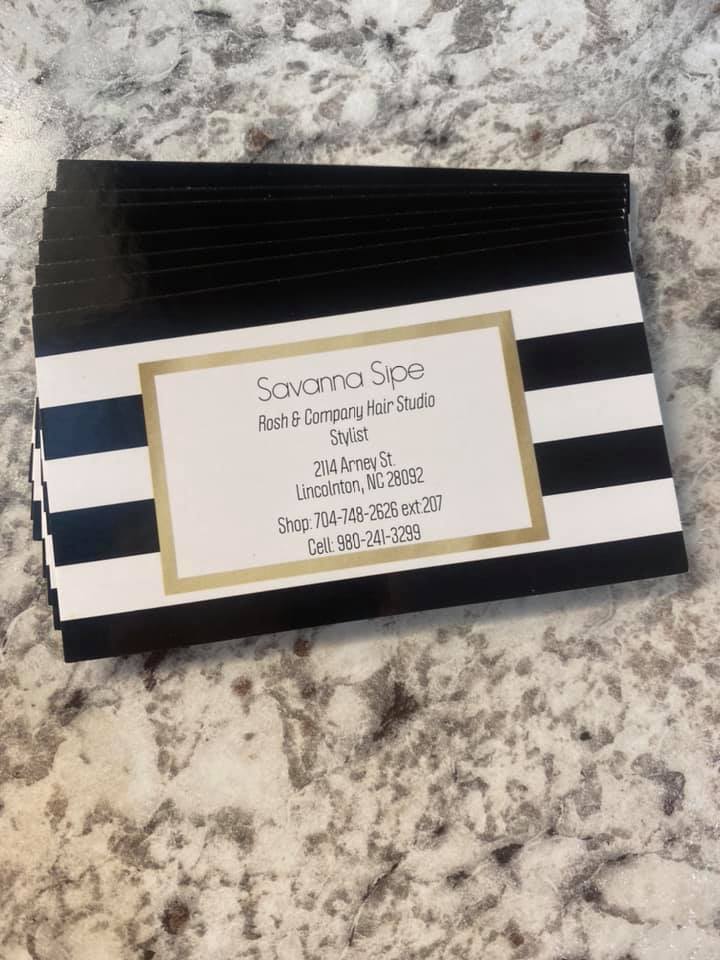 Savanna Sipe
Rosh & Company Hair Studio
Stylist
2114 Arney St.
Lincolnton, NC 28092
Shop: 704-748-2626 ext:207
Cell: 980-241-3299